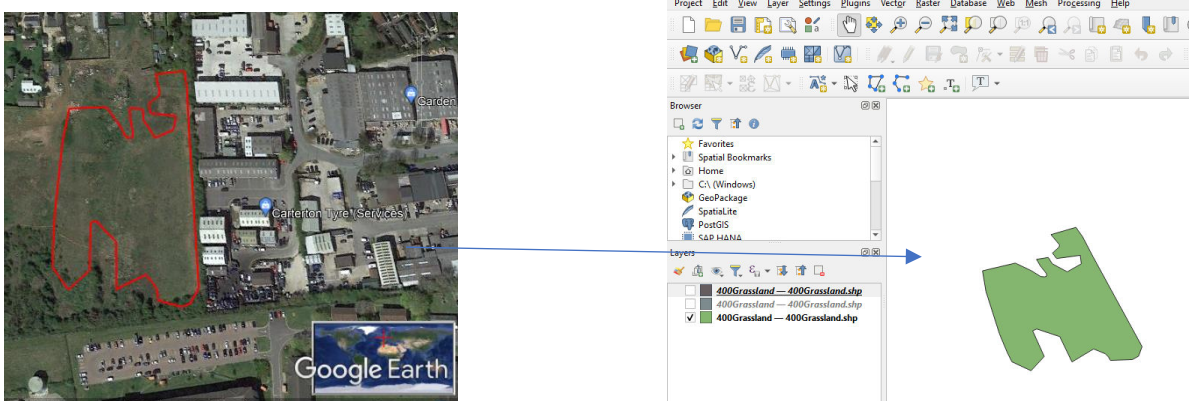 Project Edit View Layer Settings Plugins Vector Raster Database Web Mesh Processing Help
Garden
Carterton Tyre (Services)
Google Earth
Browser
Favorites
Spatial Bookmarks
Home
C:\ (Windows)
GeoPackage
SpatiaLite
PostGIS
SAP HANA
Layers
400Grassland — 400Grassland.shp
400Grassland — 400Grassland.shp
400Grassland — 400Grassland.shp